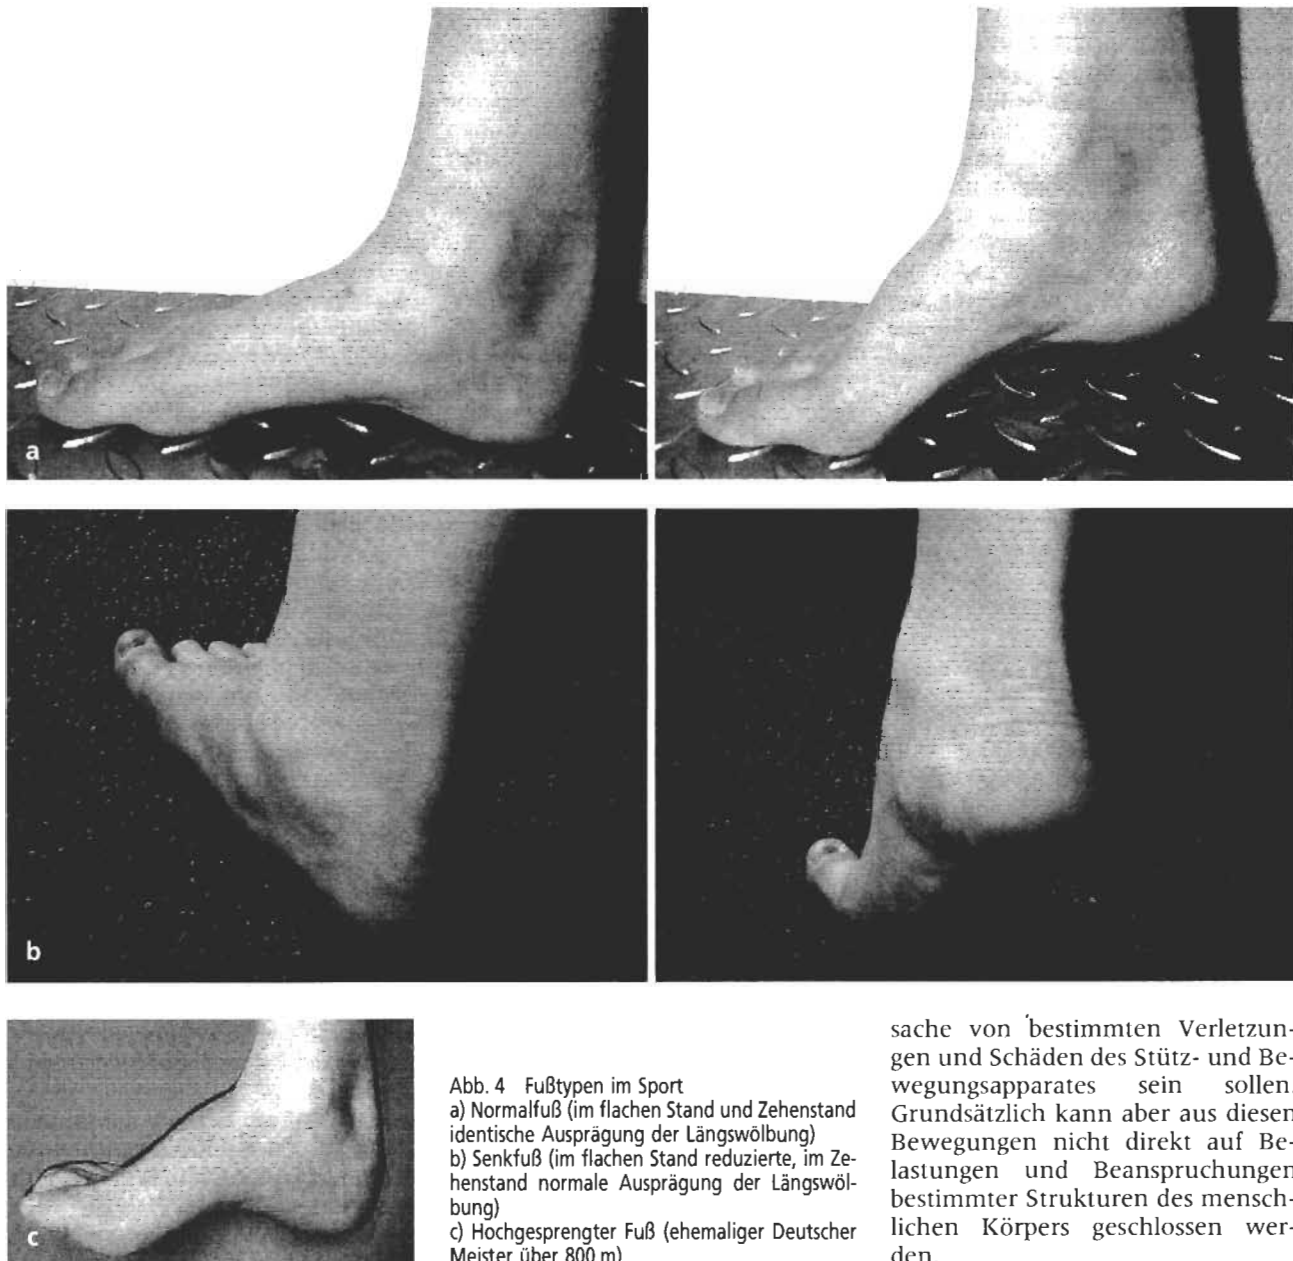 a
b
c
Abb. 4 Fußtypen im Sport
a) Normalfuß (im flachen Stand und Zehenstand
identische Ausprägung der Längswölbung)
b) Senkfuß (im flachen Stand reduzierte, im Ze-
henstand normale Ausprägung der Längswöl-
bung)
c) Hochgesprengter Fuß (ehemaliger Deutscher
Meister über 800 m)
sache von bestimmten Verletzun-
gen und Schäden des Stütz- und Be-
wegungsapparates sein sollen.
Grundsätzlich kann aber aus diesen
Bewegungen nicht direkt auf Be-
lastungen und Beanspruchungen
bestimmter Strukturen des mensch-
lichen Körpers geschlossen wer-
den